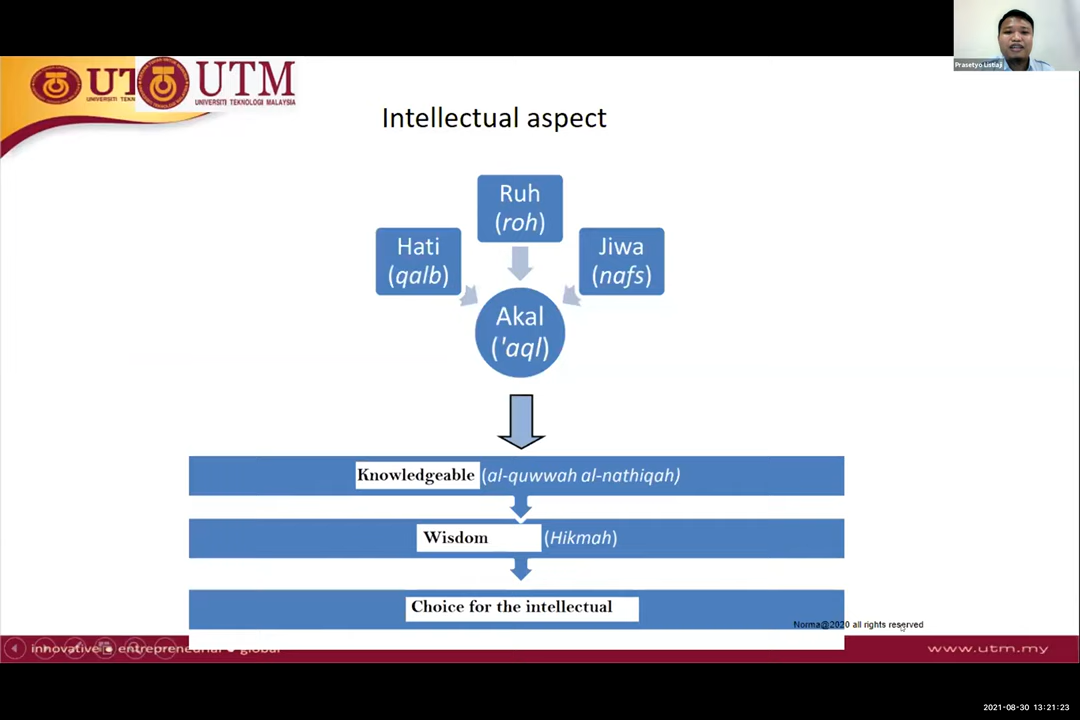 Prasetyo Listiaji
UTM
UNIVERSITI TEKNOLOGI MALAYSIA
Intellectual aspect
Ruh
(roh)
Hati
(qalb)
Jiwa
(nafs)
Akal
('aql)
Knowledgeable (al-quwwah al-nathiqah)
Wisdom (Hikmah)
Choice for the intellectual
Norma@2020 all rights reserved
innovative ● entrepreneurial ● global
www.utm.my
2021-08-30 13:21:23